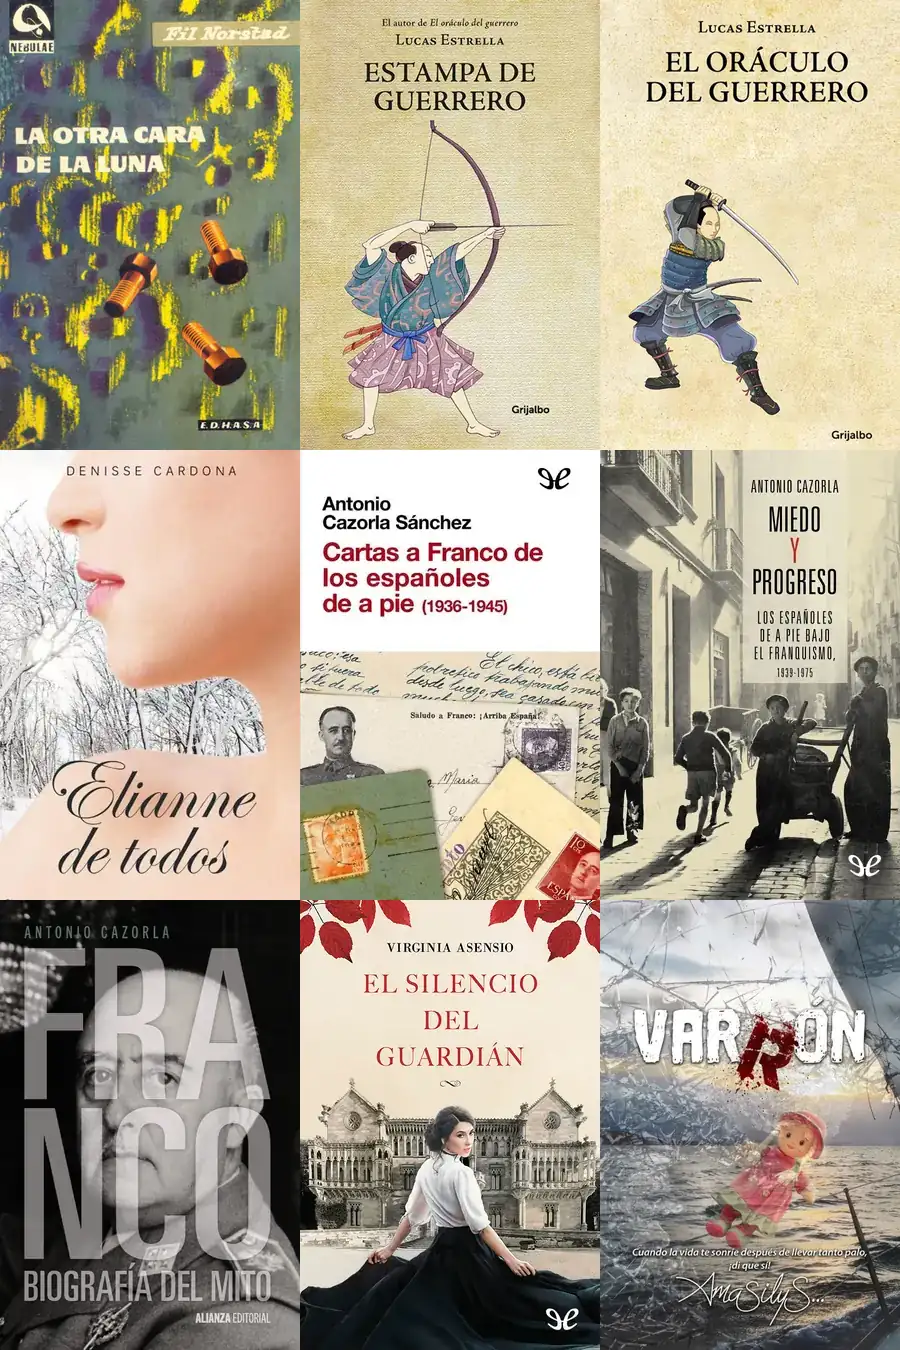 NEBULAE
Fil Norstad
LA OTRA CARA
DE LA LUNA
E.D.H.A.S.A.
El autor de El oráculo del guerrero
LUCAS ESTRELLA
ESTAMPA DE
GUERRERO
Grijalbo
LUCAS ESTRELLA
EL ORÁCULO
DEL GUERRERO
Grijalbo
DENISSE CARDONA
Elianne
de todos
Antonio
Cazorla Sánchez
Cartas a Franco de
los españoles
de a pie (1936-1945)
Saludo a Franco: ¡Arriba España!
Maria
ANTONIO CAZORLA
MIEDO
Y
PROGRESO
LOS ESPAÑOLES
DE A PIE BAJO
EL FRANQUISMO,
1939-1975
ANTONIO CAZORLA
FRA
NCO
BIOGRAFÍA DEL MITO
ALIANZA EDITORIAL
VIRGINIA ASENSIO
EL SILENCIO
DEL
GUARDIÁN
VARRÓN
Cuando la vida te sonríe después de llevar tanto palo,
¡di que sí!
AmaSilyS...